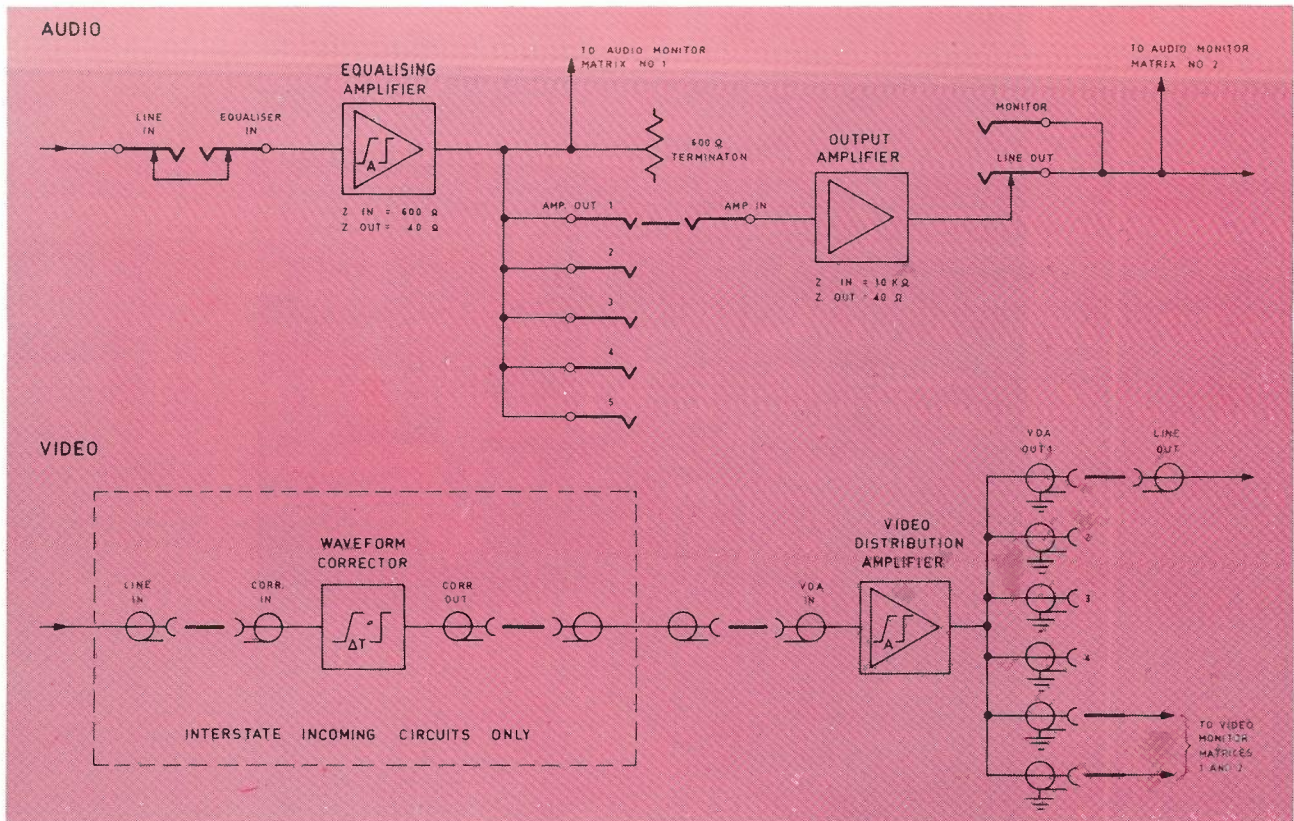 AUDIO
TO AUDIO MONITOR
MATRIX NO 1
TO AUDIO MONITOR
MATRIX NO 2
EQUALISING
AMPLIFIER
LINE
IN
EQUALISER
IN
A
Z IN = 600 Ω
Z OUT = 40 Ω
600 Ω
TERMINATON
MONITOR
OUTPUT
AMPLIFIER
LINE OUT
AMP. OUT 1
AMP IN
2
3
4
5
Z IN = 10 KΩ
Z OUT = 40 Ω
VIDEO
VDA
OUT 1
LINE
OUT
WAVEFORM
CORRECTOR
VIDEO
DISTRIBUTION
AMPLIFIER
2
LINE
IN
CORR.
IN
ΔT
CORR.
OUT
VDA
IN
A
3
4
INTERSTATE INCOMING CIRCUITS ONLY
TO VIDEO
MONITOR
MATRICES
1 AND 2